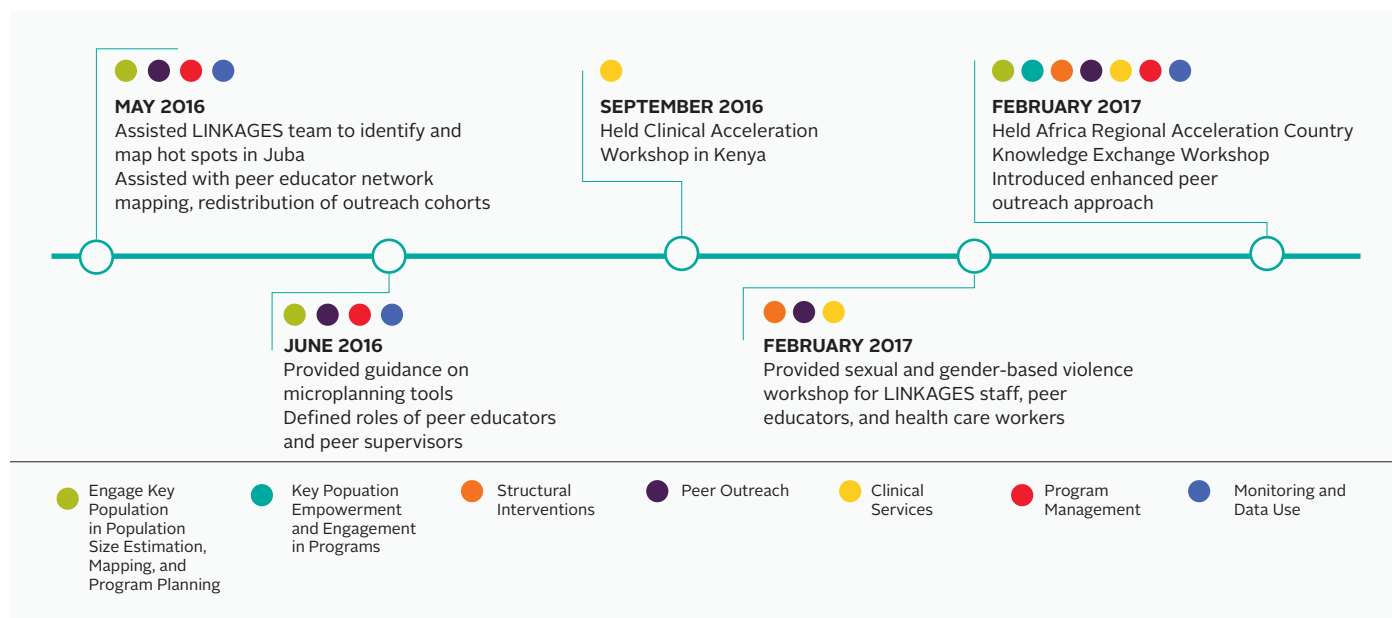 MAY 2016
Assisted LINKAGES team to identify and
map hot spots in Juba
Assisted with peer educator network
mapping, redistribution of outreach cohorts
SEPTEMBER 2016
Held Clinical Acceleration
Workshop in Kenya
FEBRUARY 2017
Held Africa Regional Acceleration Country
Knowledge Exchange Workshop
Introduced enhanced peer
outreach approach
JUNE 2016
Provided guidance on
microplanning tools
Defined roles of peer educators
and peer supervisors
FEBRUARY 2017
Provided sexual and gender-based violence
workshop for LINKAGES staff, peer
educators, and health care workers
Engage Key
Population
in Population
Size Estimation,
Mapping, and
Program Planning
Key Popuation
Empowerment
and Engagement
in Programs
Structural
Interventions
Peer Outreach
Clinical
Services
Program
Management
Monitoring and
Data Use